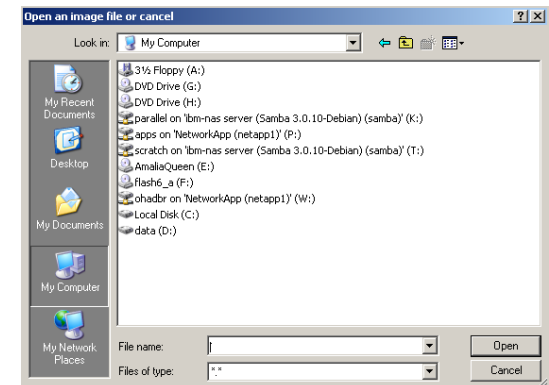 Open an image file or cancel
Look in:
My Computer
My Recent
Documents
Desktop
My Documents
My Computer
My Network
Places
3½ Floppy (A:)
DVD Drive (G:)
DVD Drive (H:)
parallel on 'ibm-nas server (Samba 3.0.10-Debian) (samba)' (K:)
apps on 'NetworkApp (netapp1)' (P:)
scratch on 'ibm-nas server (Samba 3.0.10-Debian) (samba)' (T:)
AmaliaQueen (E:)
flash6_a (F:)
ohadbr on 'NetworkApp (netapp1)' (W:)
Local Disk (C:)
data (D:)
File name:
Open
Files of type:
*.*
Cancel